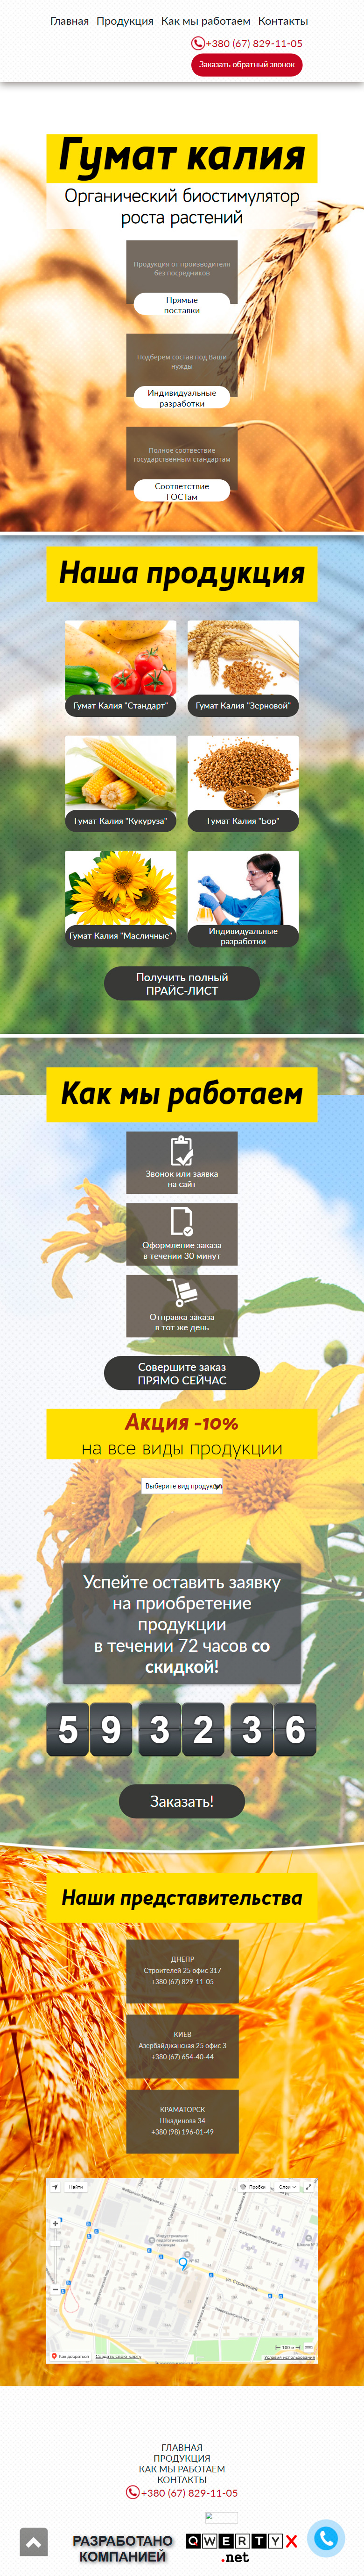 Главная Продукция Как мы работаем Контакты
+380 (67) 829-11-05
Заказать обратный звонок
Гумат калия
Органический биостимулятор
роста растений
Продукция от производителя
без посредников
Прямые
поставки
Подберём состав под Ваши
нужды
Индивидуальные
разработки
Полное соотвествие
государственным стандартам
Соответствие
ГОСТам
Наша продукция
Гумат Калия "Стандарт" Гумат Калия "Зерновой"
Гумат Калия "Кукуруза" Гумат Калия "Бор"
Гумат Калия "Масличные" Индивидуальные
разработки
Получить полный
ПРАЙС-ЛИСТ
Как мы работаем
Звонок или заявка
на сайт
Оформление заказа
в течении 30 минут
Отправка заказа
в тот же день
Совершите заказ
ПРЯМО СЕЙЧАС
Акция -10%
на все виды продукции
Выберите вид продукц
Успейте оставить заявку
на приобретение
продукции
в течении 72 часов со
скидкой!
59 32 36
Заказать!
Наши представительства
ДНЕПР
Строителей 25 офис 317
+380 (67) 829-11-05
КИЕВ
Азербайджанская 25 офис 3
+380 (67) 654-40-44
КРАМАТОРСК
Шкадинова 34
+380 (98) 196-01-49
Найти Пробки Слои
100 м
Как добраться Создать свою карту Условия использования
ГЛАВНАЯ
ПРОДУКЦИЯ
КАК МЫ РАБОТАЕМ
КОНТАКТЫ
+380 (67) 829-11-05
РАЗРАБОТАНО
КОМПАНИЕЙ
QWERTYX
.net